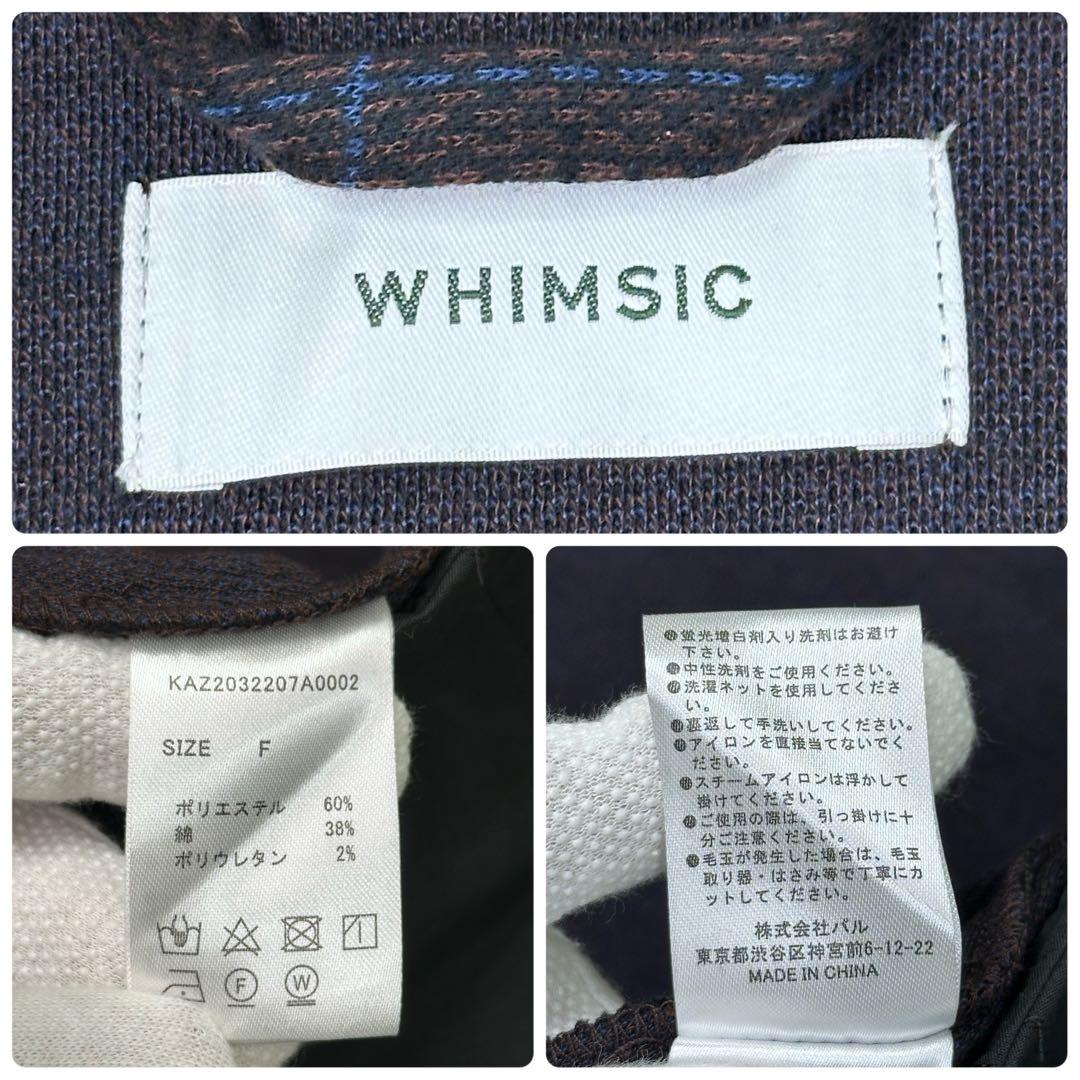 WHIMSIC
KAZ2032207A0002
SIZE F
ポリエステル 60%
綿 38%
ポリウレタン 2%
F
W
●蛍光増白剤入り洗剤はお避け
下さい。
●中性洗剤をご使用ください。
●洗濯ネットを使用してくださ
い。
●裏返して手洗いしてください。
●アイロンを直接当てないでく
ださい。
●スチームアイロンは浮かして
掛けてください。
●ご使用の際は、引っ掛けに十
分ご注意ください。
●毛玉が発生した場合は、毛玉
取り器・はさみ等で丁寧にカ
ットしてください。
株式会社パル
東京都渋谷区神宮前6-12-22
MADE IN CHINA